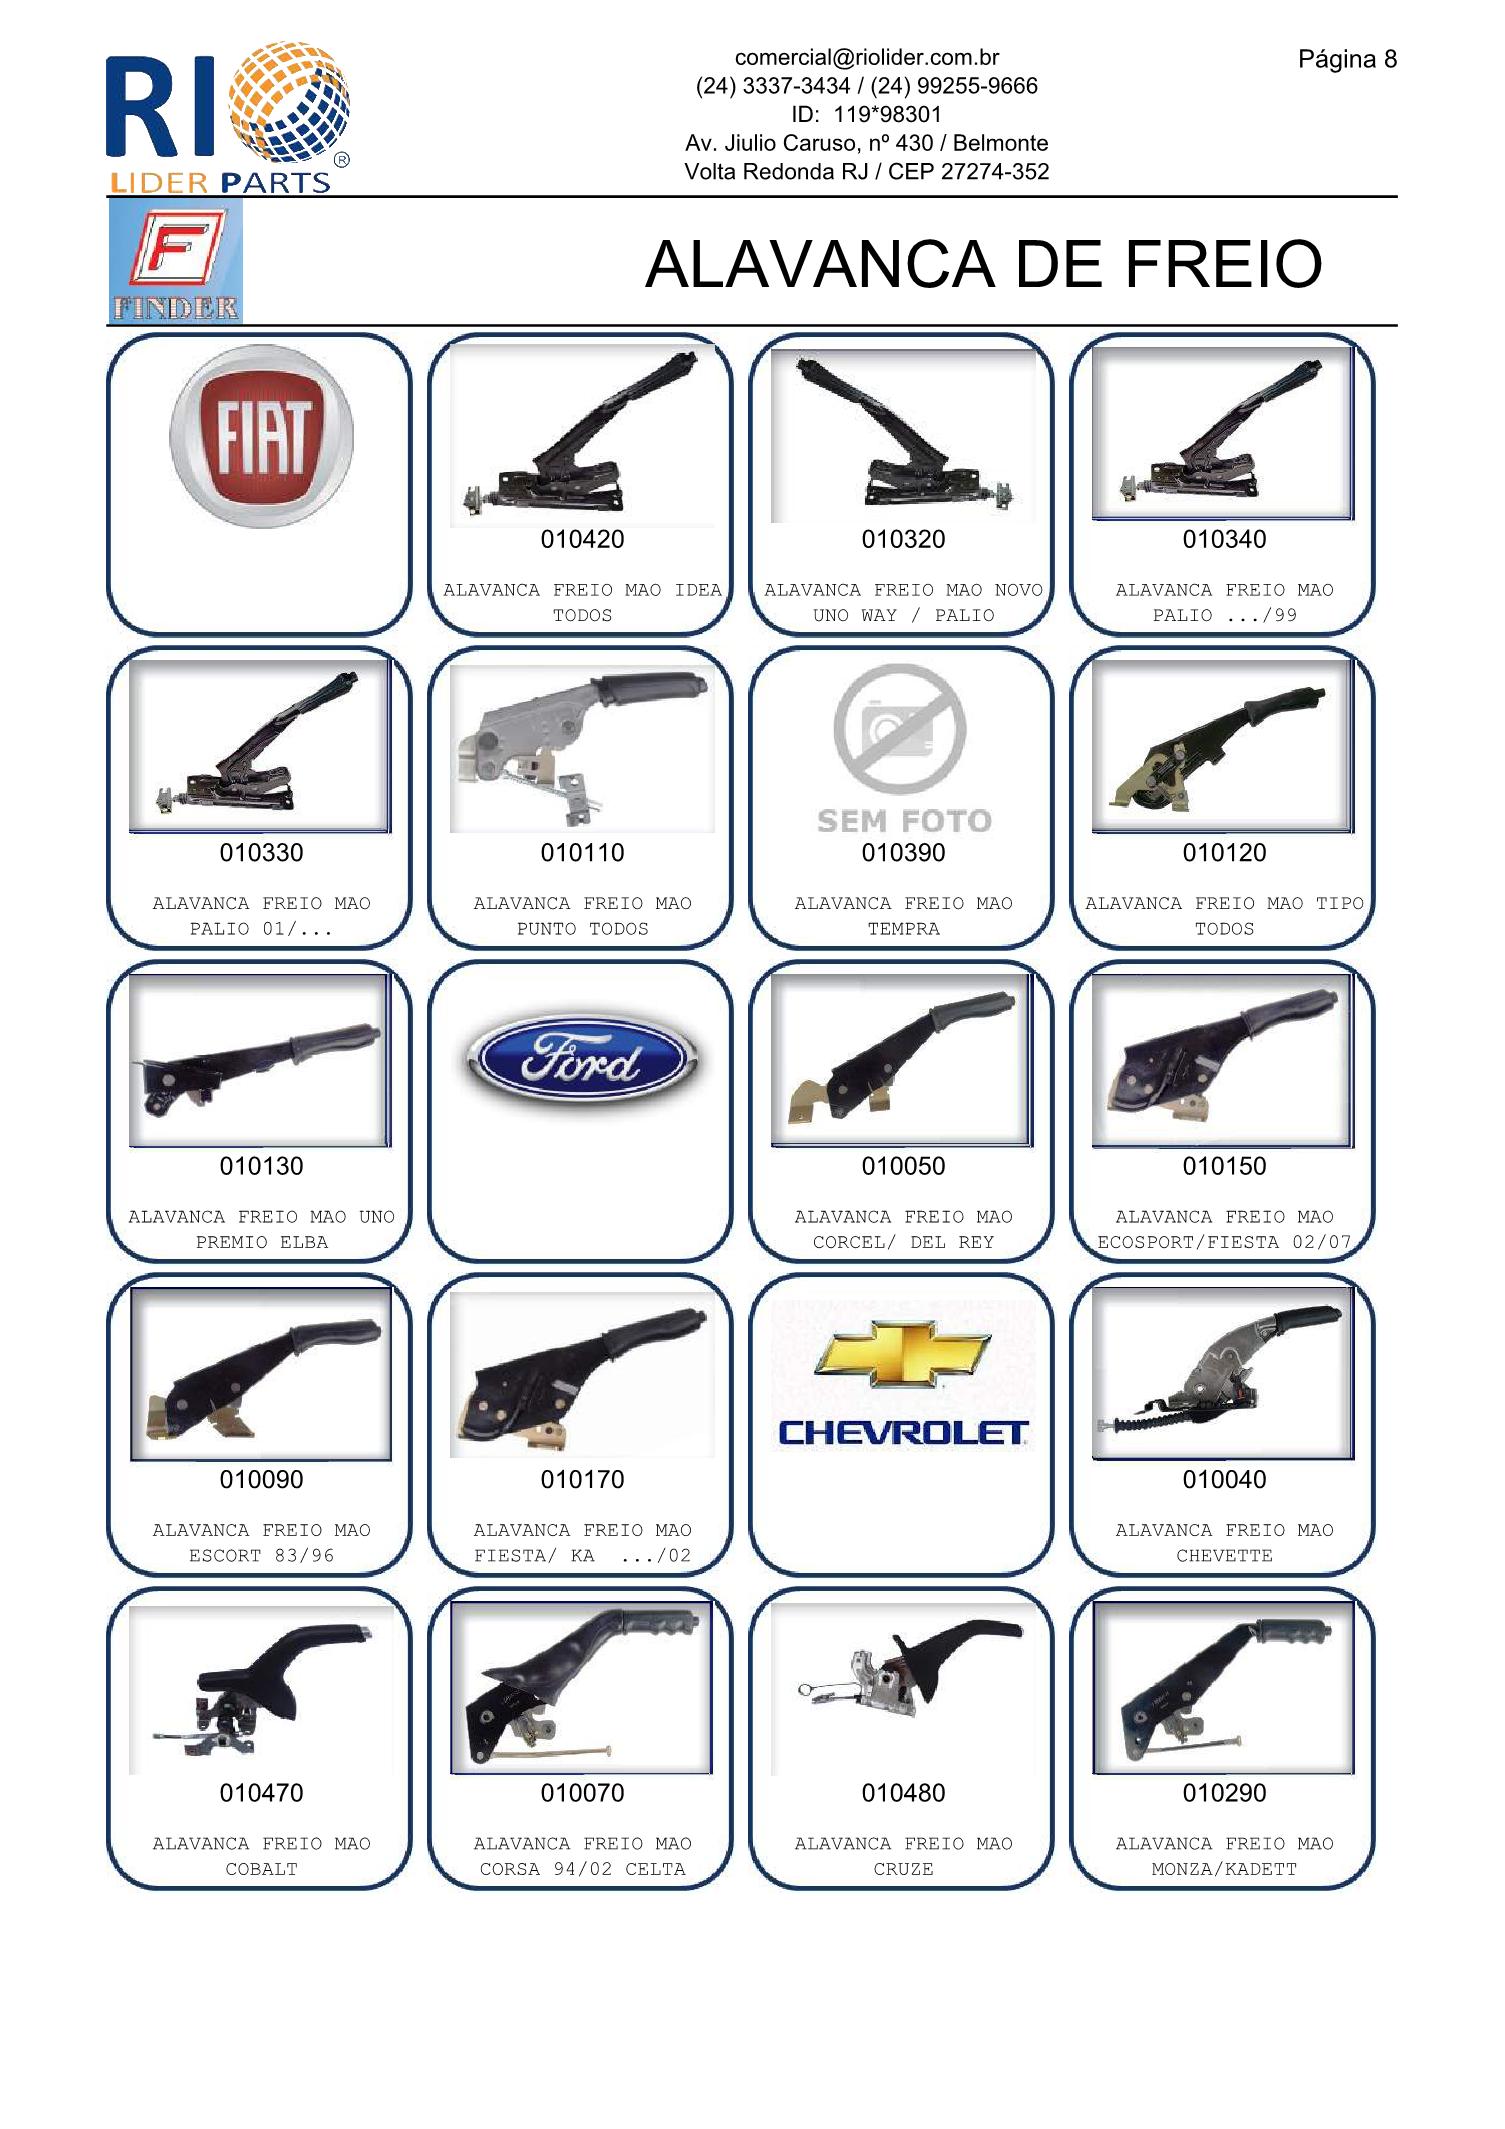 RIO
®
LIDER PARTS
comercial@riolider.com.br
(24) 3337-3434 / (24) 99255-9666
ID: 119*98301
Av. Jiulio Caruso, nº 430 / Belmonte
Volta Redonda RJ / CEP 27274-352
Página 8
F
FINDER
ALAVANCA DE FREIO
FIAT
010420
ALAVANCA FREIO MAO IDEA
TODOS
010320
ALAVANCA FREIO MAO NOVO
UNO WAY / PALIO
010340
ALAVANCA FREIO MAO
PALIO .../99
010330
ALAVANCA FREIO MAO
PALIO 01/...
010110
ALAVANCA FREIO MAO
PUNTO TODOS
SEM FOTO
010390
ALAVANCA FREIO MAO
TEMPRA
010120
ALAVANCA FREIO MAO TIPO
TODOS
010130
ALAVANCA FREIO MAO UNO
PREMIO ELBA
Ford
010050
ALAVANCA FREIO MAO
CORCEL/ DEL REY
010150
ALAVANCA FREIO MAO
ECOSPORT/FIESTA 02/07
010090
ALAVANCA FREIO MAO
ESCORT 83/96
010170
ALAVANCA FREIO MAO
FIESTA/ KA .../02
CHEVROLET
010040
ALAVANCA FREIO MAO
CHEVETTE
010470
ALAVANCA FREIO MAO
COBALT
010070
ALAVANCA FREIO MAO
CORSA 94/02 CELTA
010480
ALAVANCA FREIO MAO
CRUZE
010290
ALAVANCA FREIO MAO
MONZA/KADETT